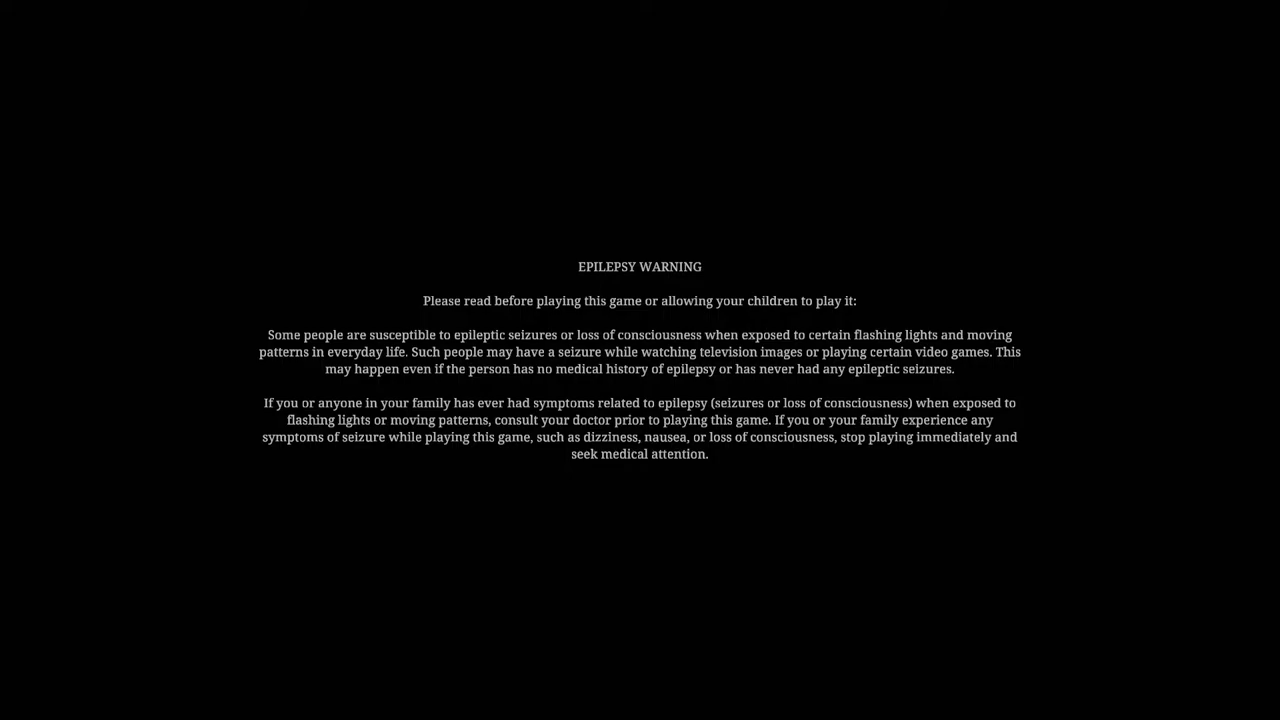 EPILEPSY WARNING
Please read before playing this game or allowing your children to play it:
Some people are susceptible to epileptic seizures or loss of consciousness when exposed to certain flashing lights and moving
patterns in everyday life. Such people may have a seizure while watching television images or playing certain video games. This
may happen even if the person has no medical history of epilepsy or has never had any epileptic seizures.
If you or anyone in your family has ever had symptoms related to epilepsy (seizures or loss of consciousness) when exposed to
flashing lights or moving patterns, consult your doctor prior to playing this game. If you or your family experience any
symptoms of seizure while playing this game, such as dizziness, nausea, or loss of consciousness, stop playing immediately and
seek medical attention.